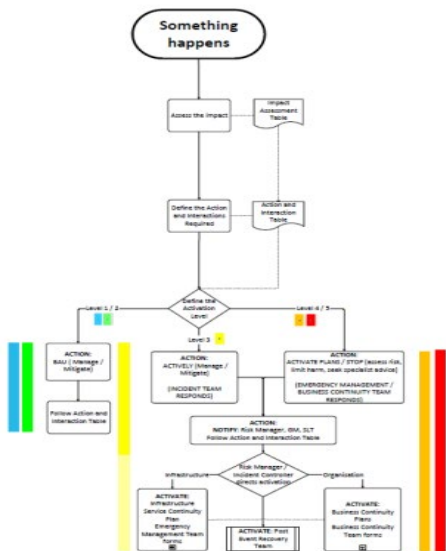 Something
happens
Assess the Impact
Impact
Assessment
Table
Define the Action
and Interactions
Required
Action and
Interaction
Table
Define the
Activation
Level
Level 1 / 2
Level 4 / 5
Level 3
ACTION:
BAU ( Manage /
Mitigate)
ACTION:
ACTIVELY (Manage /
Mitigate)
(INCIDENT TEAM
RESPONDS)
ACTION:
ACTIVATE PLANS / STOP (assess risk,
limit harm, seek specialist advice)
(EMERGENCY MANAGEMENT /
BUSINESS CONTINUITY TEAM
RESPONDS)
Follow Action and
Interaction Table
ACTION:
NOTIFY: Risk Manager, GM, SLT
Follow Action and Interaction Table
Infrastructure
Risk Manager /
Incident Controller
directs activation
Organisation
ACTIVATE:
Infrastructure
Service Continuity
Plan
Emergency
Management Team
forms
ACTIVATE: Post
Event Recovery
Team
ACTIVATE:
Business Continuity
Plans
Business Continuity
Team forms